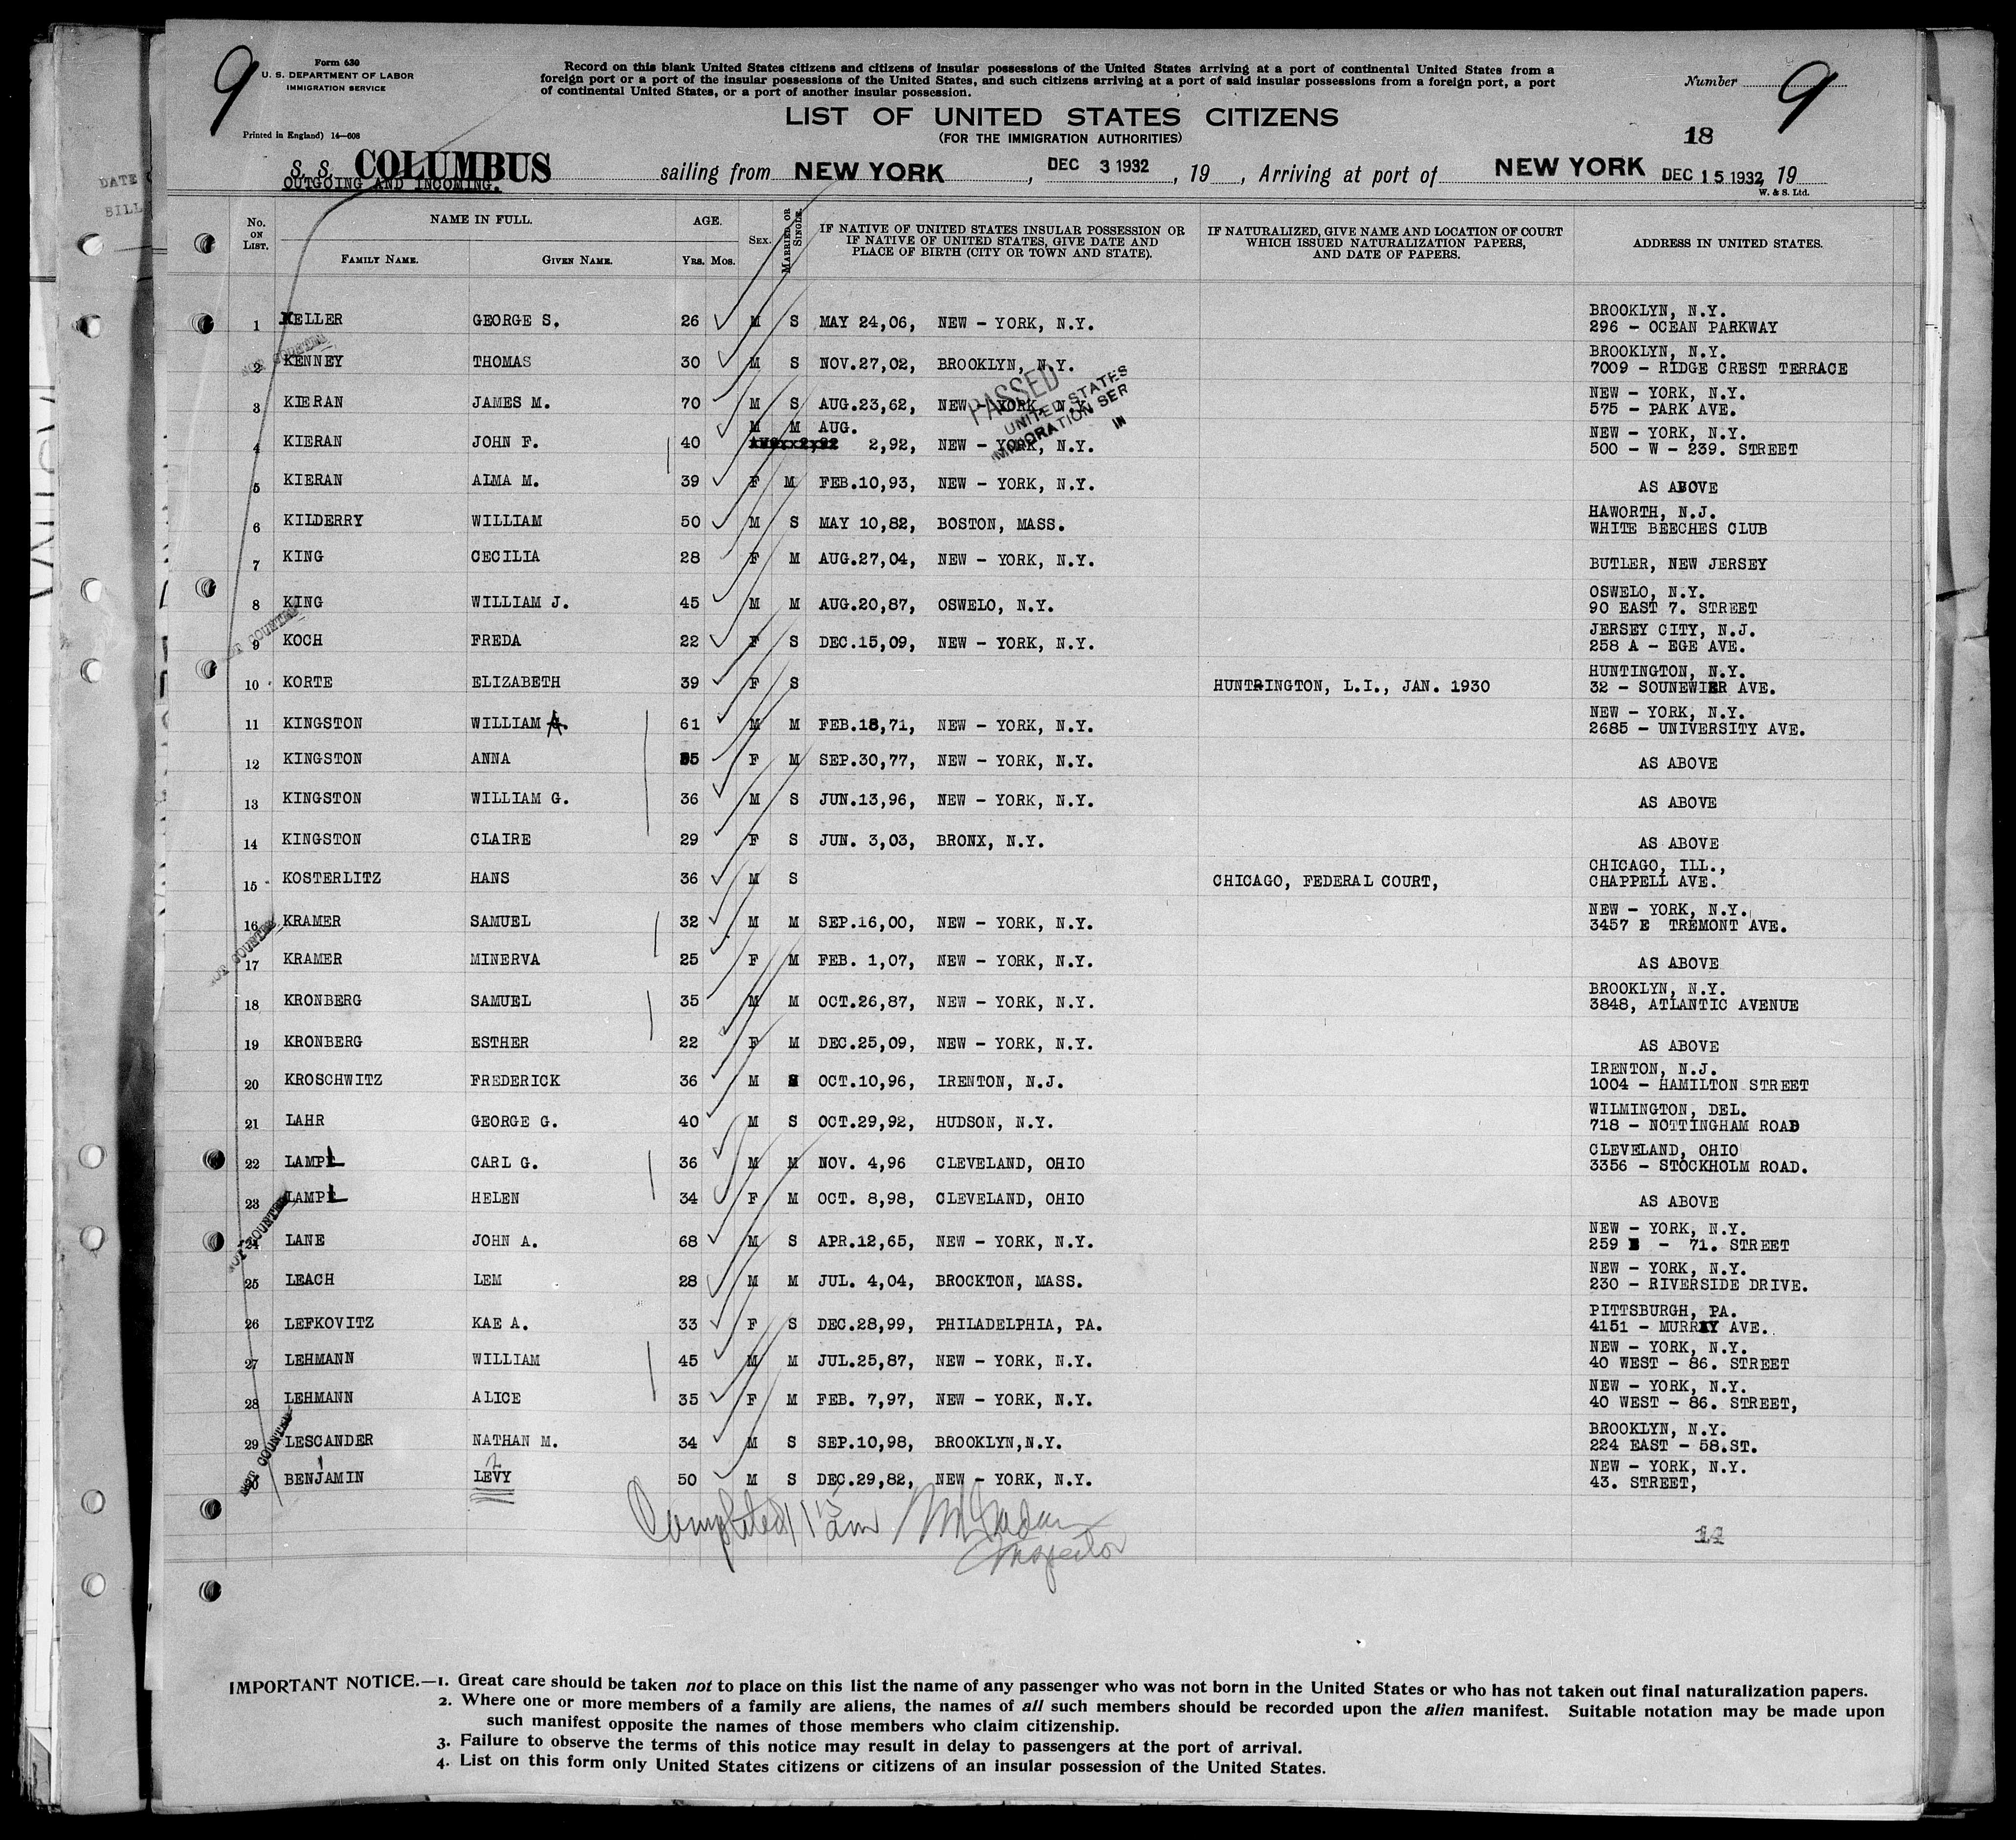 9
Form 630
U. S. DEPARTMENT OF LABOR
IMMIGRATION SERVICE
Printed in England) 14—608
Record on this blank United States citizens and citizens of insular possessions of the United States arriving at a port of continental United States from a
foreign port or a port of the insular possessions of the United States, and such citizens arriving at a port of said insular possessions from a foreign port, a port
of continental United States, or a port of another insular possession.
Number 9
LIST OF UNITED STATES CITIZENS
(FOR THE IMMIGRATION AUTHORITIES)
18
S. S. COLUMBUS sailing from NEW YORK, DEC 3 1932, 19, Arriving at port of NEW YORK DEC 15 1932, 19
OUTGOING AND INCOMING.
W. & S. Ltd.
DATE
BILL
No. ON LIST. NAME IN FULL. FAMILY NAME. GIVEN NAME. AGE. YRS. MOS. SEX. MARRIED OR SINGLE. IF NATIVE OF UNITED STATES INSULAR POSSESSION OR IF NATIVE OF UNITED STATES, GIVE DATE AND PLACE OF BIRTH (CITY OR TOWN AND STATE). IF NATURALIZED, GIVE NAME AND LOCATION OF COURT WHICH ISSUED NATURALIZATION PAPERS, AND DATE OF PAPERS. ADDRESS IN UNITED STATES.
1 KELLER GEORGE S. 26 M S MAY 24,06, NEW - YORK, N.Y. BROOKLYN, N.Y.
296 - OCEAN PARKWAY
NOT COUNTED
2 KENNEY THOMAS 30 M S NOV.27,02, BROOKLYN, N.Y. BROOKLYN, N.Y.
7009 - RIDGE CREST TERRACE
PASSED
UNITED STATES
IMMIGRATION SER
IN
3 KIERAN JAMES M. 70 M S AUG.23,62, NEW - YORK, N.Y. NEW - YORK, N.Y.
575 - PARK AVE.
M M AUG.
4 KIERAN JOHN F. 40 2,92, NEW - YORK, N.Y. NEW - YORK, N.Y.
500 - W - 239. STREET
5 KIERAN ALMA M. 39 F M FEB.10,93, NEW - YORK, N.Y. AS ABOVE
6 KILDERRY WILLIAM 50 M S MAY 10,82, BOSTON, MASS. HAWORTH, N.J.
WHITE BEECHES CLUB
7 KING CECILIA 28 F M AUG.27,04, NEW - YORK, N.Y. BUTLER, NEW JERSEY
8 KING WILLIAM J. 45 M M AUG.20,87, OSWELO, N.Y. OSWELO, N.Y.
90 EAST 7. STREET
NOT COUNTED
9 KOCH FREDA 22 F S DEC.15,09, NEW - YORK, N.Y. JERSEY CITY, N.J.
258 A - EGE AVE.
10 KORTE ELIZABETH 39 F S HUNTRINGTON, L.I., JAN. 1930 HUNTINGTON, N.Y.
32 - SOUNEWIER AVE.
11 KINGSTON WILLIAM A. 61 M M FEB.18,71, NEW - YORK, N.Y. NEW - YORK, N.Y.
2685 - UNIVERSITY AVE.
12 KINGSTON ANNA 55 F M SEP.30,77, NEW - YORK, N.Y. AS ABOVE
13 KINGSTON WILLIAM G. 36 M S JUN.13,96, NEW - YORK, N.Y. AS ABOVE
14 KINGSTON CLAIRE 29 F S JUN. 3,03, BRONX, N.Y. AS ABOVE
15 KOSTERLITZ HANS 36 M S CHICAGO, FEDERAL COURT, CHICAGO, ILL.,
CHAPPELL AVE.
16 KRAMER SAMUEL 32 M M SEP.16,00, NEW - YORK, N.Y. NEW - YORK, N.Y.
3457 E TREMONT AVE.
NOT COUNTED
17 KRAMER MINERVA 25 F M FEB. 1,07, NEW - YORK, N.Y. AS ABOVE
18 KRONBERG SAMUEL 35 M M OCT.26,87, NEW - YORK, N.Y. BROOKLYN, N.Y.
3848, ATLANTIC AVENUE
19 KRONBERG ESTHER 22 F M DEC.25,09, NEW - YORK, N.Y. AS ABOVE
20 KROSCHWITZ FREDERICK 36 M OCT.10,96, IRENTON, N.J. IRENTON, N.J.
1004 - HAMILTON STREET
21 LAHR GEORGE G. 40 M S OCT.29,92, HUDSON, N.Y. WILMINGTON, DEL.
718 - NOTTINGHAM ROAD
22 LAMPL CARL G. 36 M M NOV. 4,96 CLEVELAND, OHIO CLEVELAND, OHIO
3356 - STOCKHOLM ROAD.
23 LAMPL HELEN 34 F M OCT. 8,98, CLEVELAND, OHIO AS ABOVE
NOT COUNTED
24 LANE JOHN A. 68 M S APR.12,65, NEW - YORK, N.Y. NEW - YORK, N.Y.
259 E - 71. STREET
25 LEACH LEM 28 M M JUL. 4,04, BROCKTON, MASS. NEW - YORK, N.Y.
230 - RIVERSIDE DRIVE.
26 LEFKOVITZ KAE A. 33 F S DEC.28,99, PHILADELPHIA, PA. PITTSBURGH, PA.
4151 - MURRAY AVE.
27 LEHMANN WILLIAM 45 M M JUL.25,87, NEW - YORK, N.Y. NEW - YORK, N.Y.
40 WEST - 86. STREET
28 LEHMANN ALICE 35 F M FEB. 7,97, NEW - YORK, N.Y. NEW - YORK, N.Y.
40 WEST - 86. STREET,
29 LESCANDER NATHAN M. 34 M S SEP.10,98, BROOKLYN,N.Y. BROOKLYN, N.Y.
224 EAST - 58.ST.
NOT COUNTED
30 BENJAMIN LEVY 50 M S DEC.29,82, NEW - YORK, N.Y. NEW - YORK, N.Y.
43. STREET,
Completed 11 15 am
Inspector
14
IMPORTANT NOTICE.—1. Great care should be taken not to place on this list the name of any passenger who was not born in the United States or who has not taken out final naturalization papers.
2. Where one or more members of a family are aliens, the names of all such members should be recorded upon the alien manifest. Suitable notation may be made upon
such manifest opposite the names of those members who claim citizenship.
3. Failure to observe the terms of this notice may result in delay to passengers at the port of arrival.
4. List on this form only United States citizens or citizens of an insular possession of the United States.